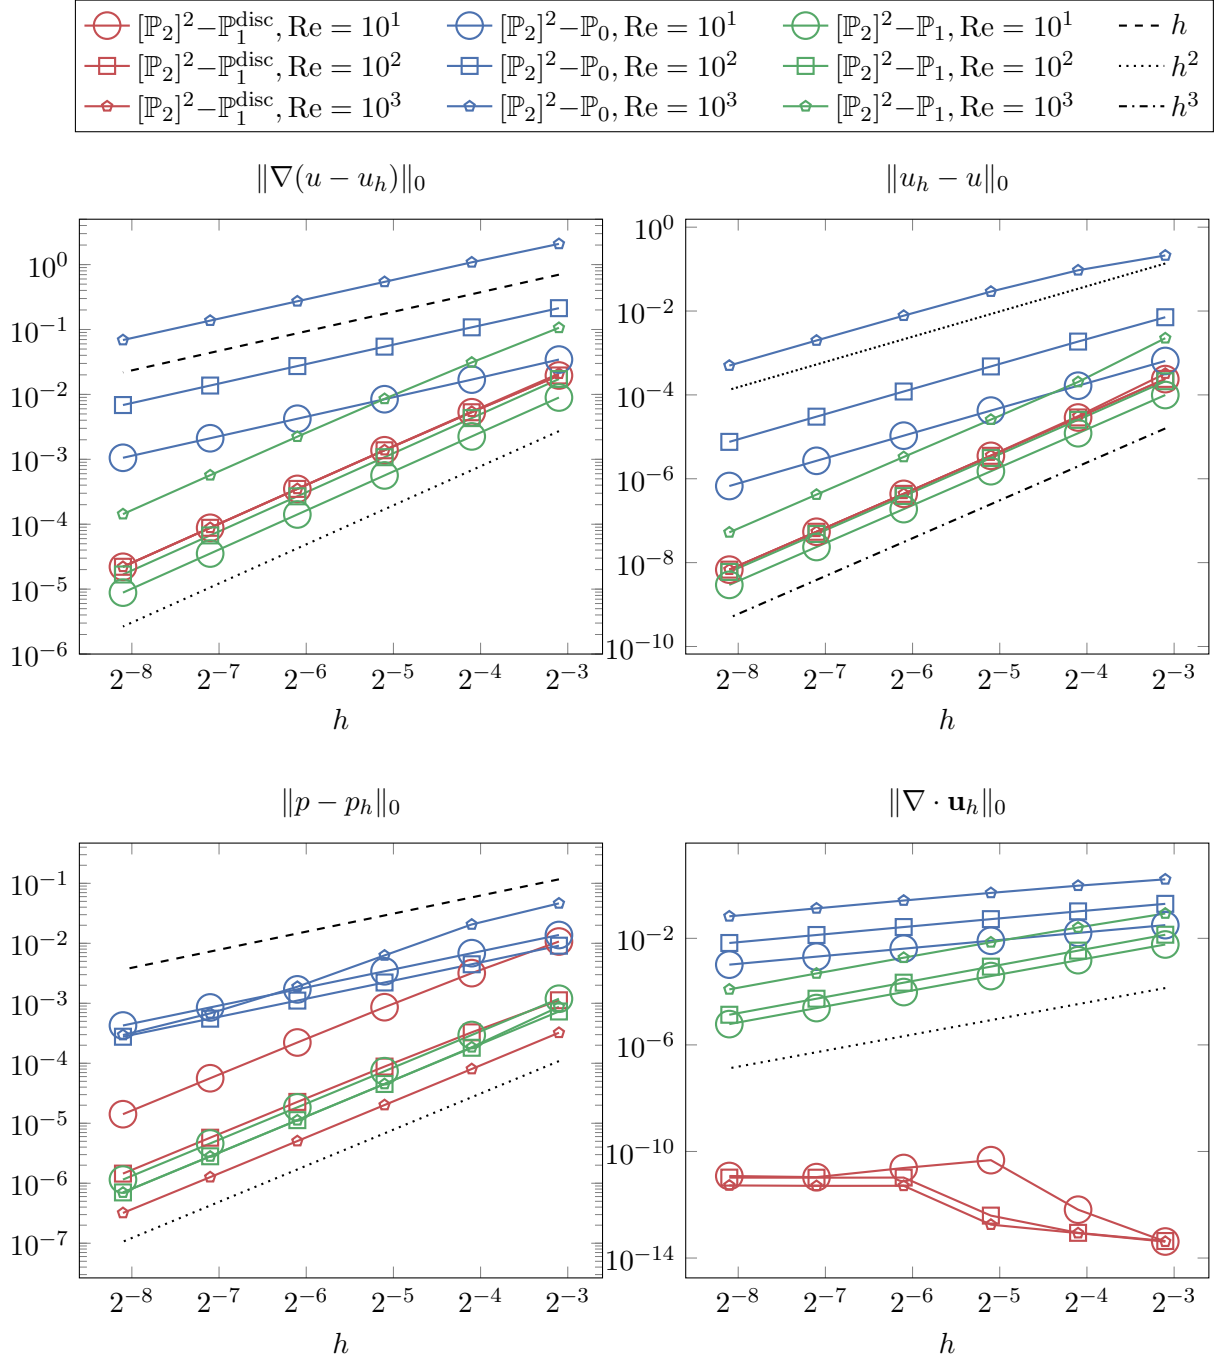 [ℙ₂]²−ℙ₁ᵈⁱˢᶜ, Re = 10¹ [ℙ₂]²−ℙ₀, Re = 10¹ [ℙ₂]²−ℙ₁, Re = 10¹ h
[ℙ₂]²−ℙ₁ᵈⁱˢᶜ, Re = 10² [ℙ₂]²−ℙ₀, Re = 10² [ℙ₂]²−ℙ₁, Re = 10² h²
[ℙ₂]²−ℙ₁ᵈⁱˢᶜ, Re = 10³ [ℙ₂]²−ℙ₀, Re = 10³ [ℙ₂]²−ℙ₁, Re = 10³ h³
‖∇(u − u_h)‖₀
10⁰
10⁻¹
10⁻²
10⁻³
10⁻⁴
10⁻⁵
10⁻⁶
2⁻⁸ 2⁻⁷ 2⁻⁶ 2⁻⁵ 2⁻⁴ 2⁻³
h
‖u_h − u‖₀
10⁰
10⁻²
10⁻⁴
10⁻⁶
10⁻⁸
10⁻¹⁰
2⁻⁸ 2⁻⁷ 2⁻⁶ 2⁻⁵ 2⁻⁴ 2⁻³
h
‖p − p_h‖₀
10⁻¹
10⁻²
10⁻³
10⁻⁴
10⁻⁵
10⁻⁶
10⁻⁷
2⁻⁸ 2⁻⁷ 2⁻⁶ 2⁻⁵ 2⁻⁴ 2⁻³
h
‖∇ · 𝐮_h‖₀
10⁻²
10⁻⁶
10⁻¹⁰
10⁻¹⁴
2⁻⁸ 2⁻⁷ 2⁻⁶ 2⁻⁵ 2⁻⁴ 2⁻³
h